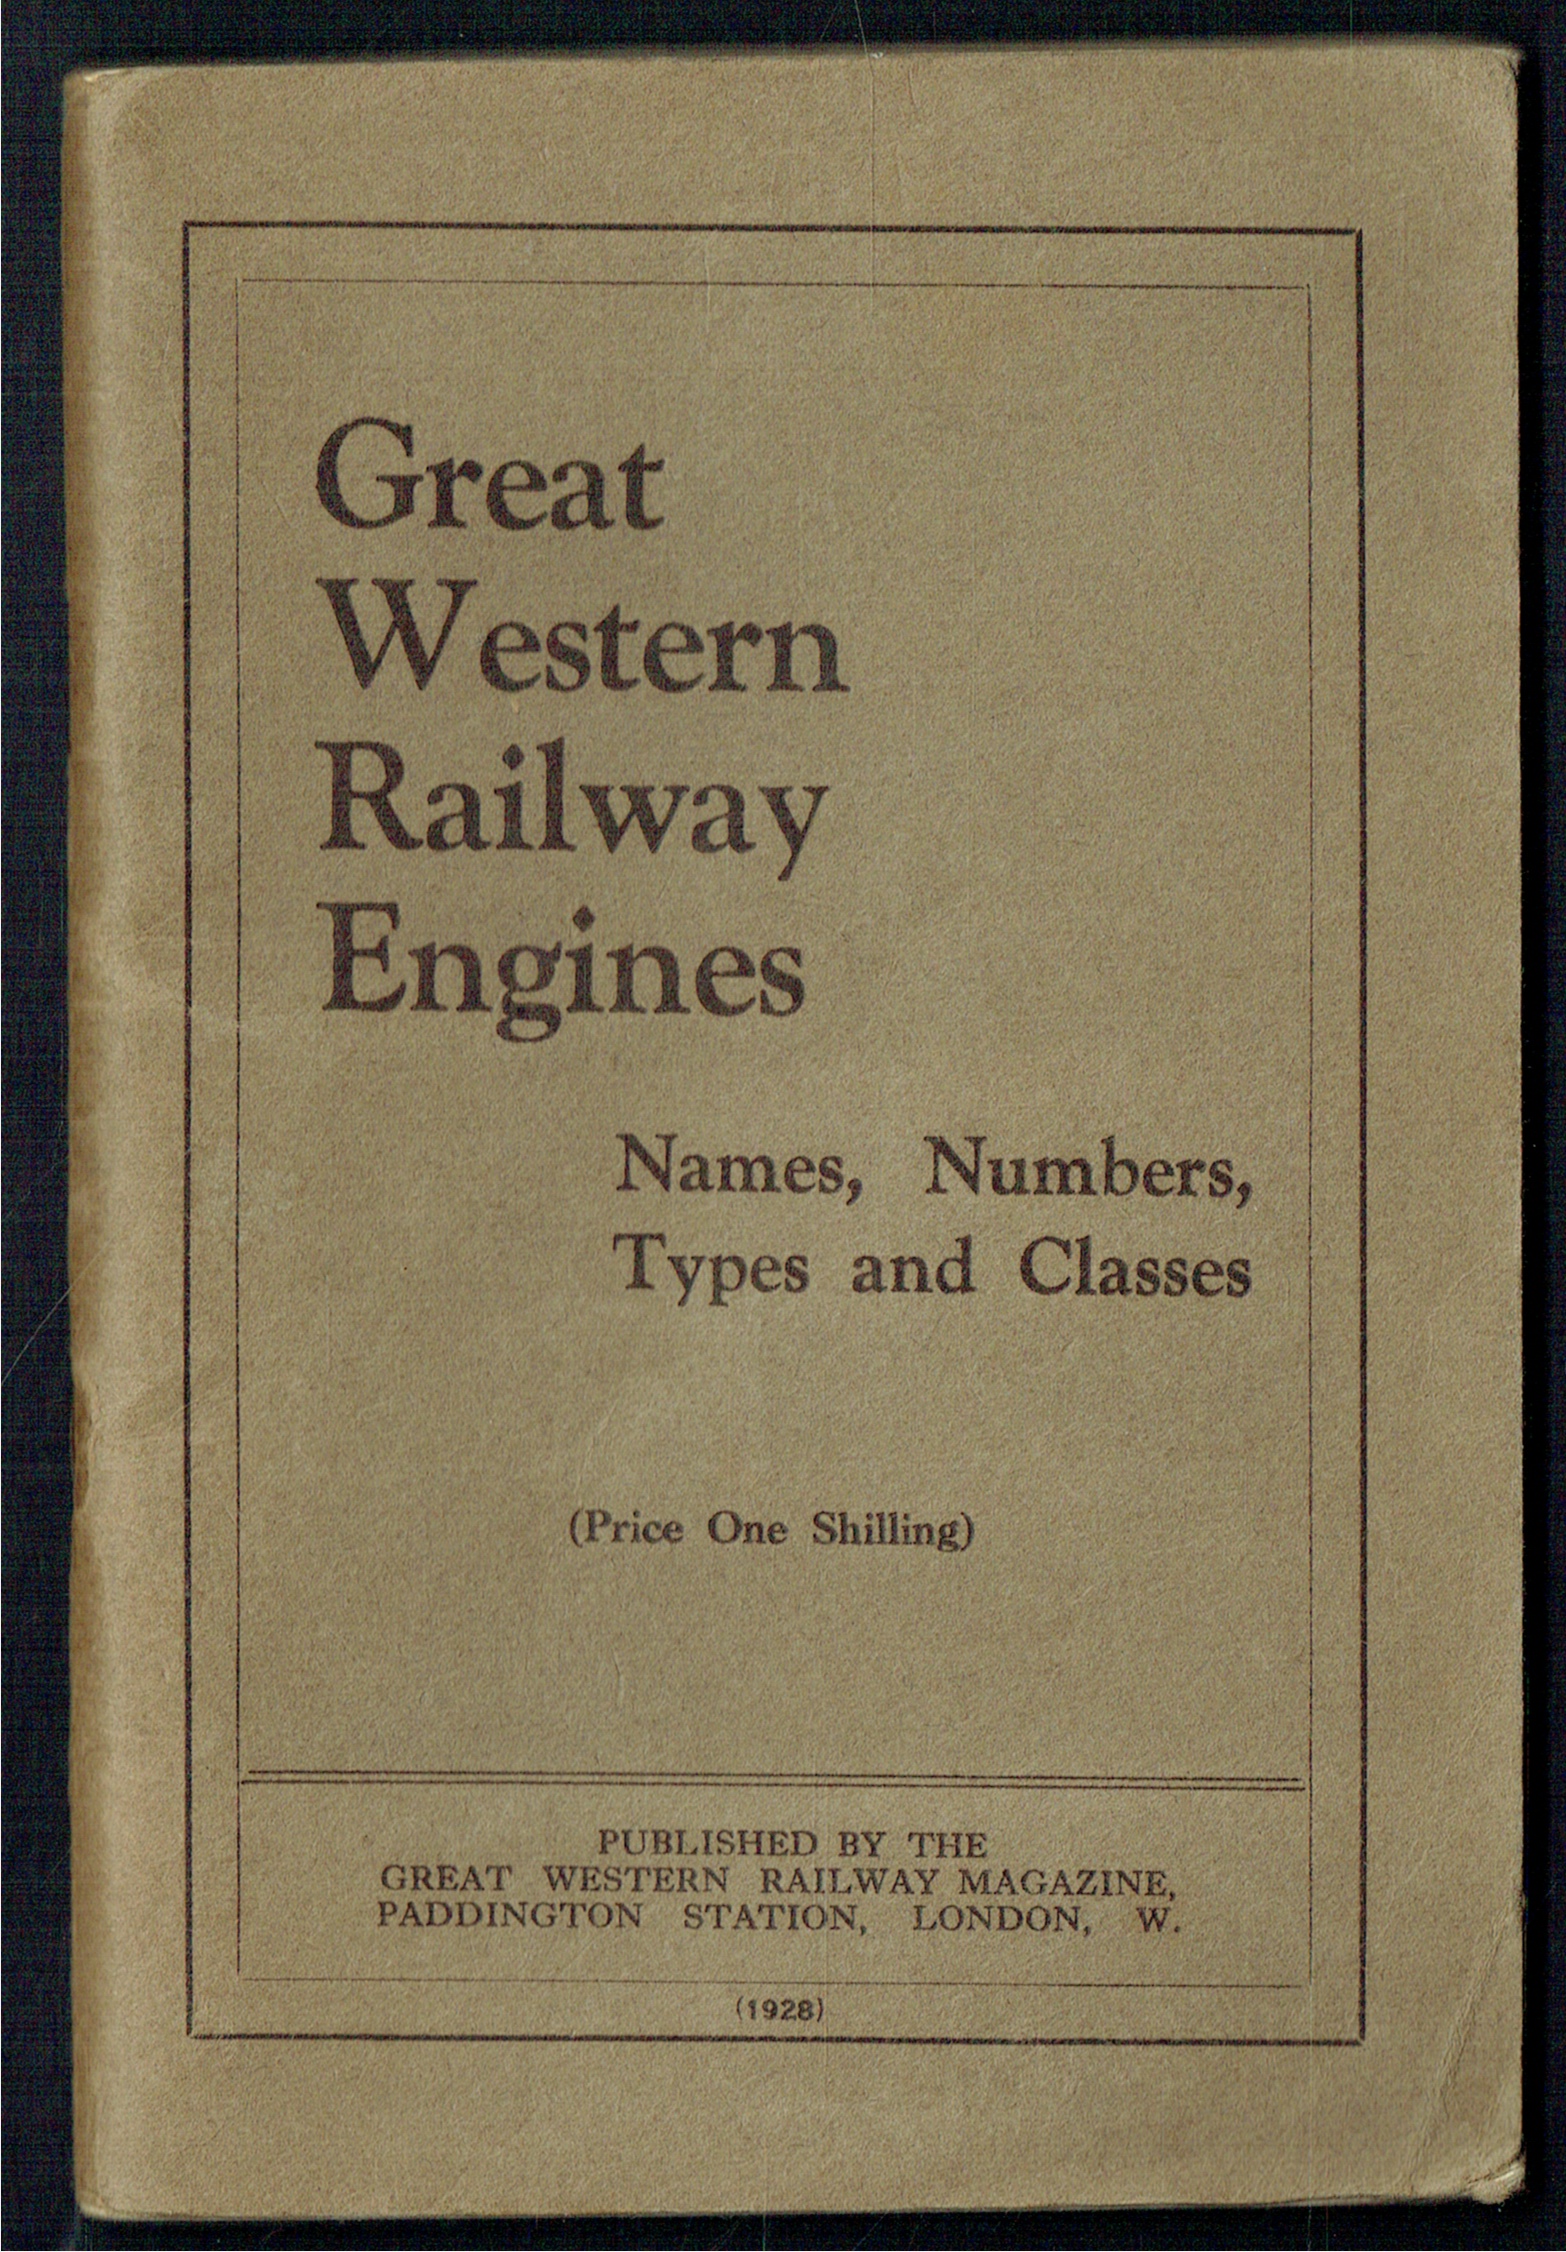 Great
Western
Railway
Engines
Names, Numbers,
Types and Classes
(Price One Shilling)
PUBLISHED BY THE
GREAT WESTERN RAILWAY MAGAZINE,
PADDINGTON STATION, LONDON, W.
(1928)